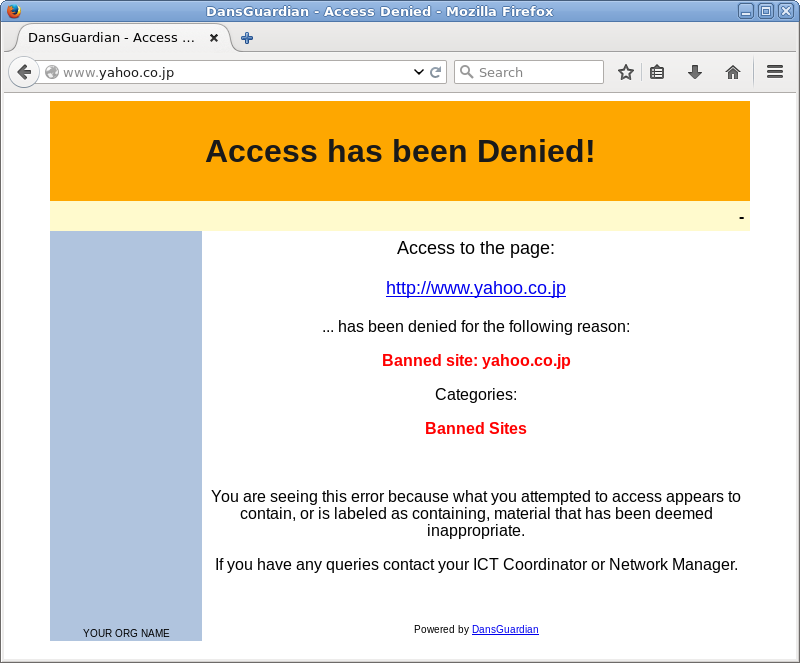 DansGuardian - Access Denied - Mozilla Firefox
DansGuardian - Access ...
www.yahoo.co.jp
Search
Access has been Denied!
-
Access to the page:
http://www.yahoo.co.jp
... has been denied for the following reason:
Banned site: yahoo.co.jp
Categories:
Banned Sites
You are seeing this error because what you attempted to access appears to
contain, or is labeled as containing, material that has been deemed
inappropriate.
If you have any queries contact your ICT Coordinator or Network Manager.
Powered by DansGuardian
YOUR ORG NAME